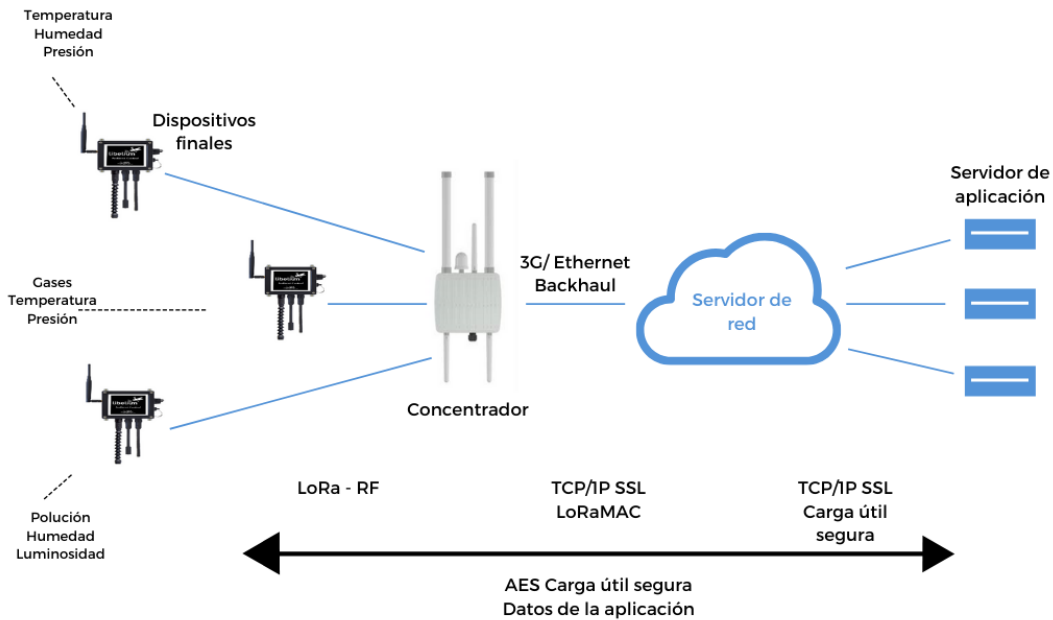 Temperatura
Humedad
Presión
Dispositivos
finales
Gases
Temperatura
Presión
Polución
Humedad
Luminosidad
Concentrador
3G/ Ethernet
Backhaul
Servidor de
red
Servidor de
aplicación
LoRa - RF
TCP/IP SSL
LoRaMAC
TCP/IP SSL
Carga útil
segura
AES Carga útil segura
Datos de la aplicación